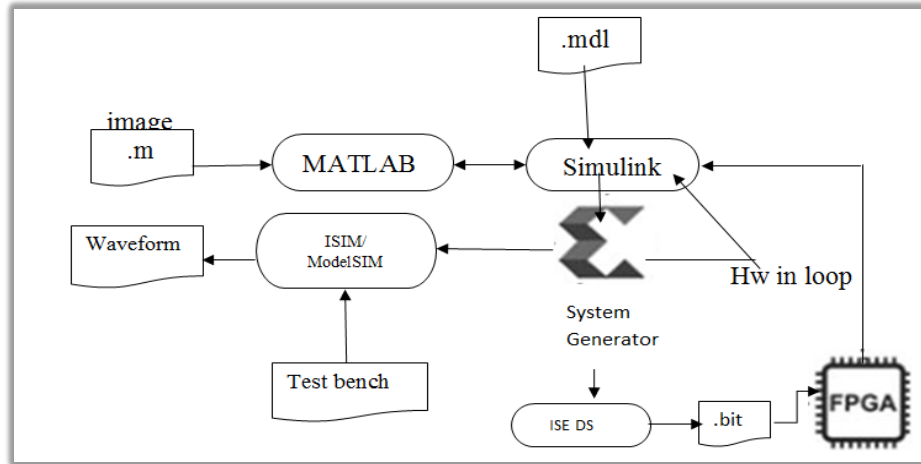 .mdl
image
.m
MATLAB
Simulink
Waveform
ISIM/
ModelSIM
Hw in loop
System
Generator
Test bench
ISE DS
.bit
FPGA